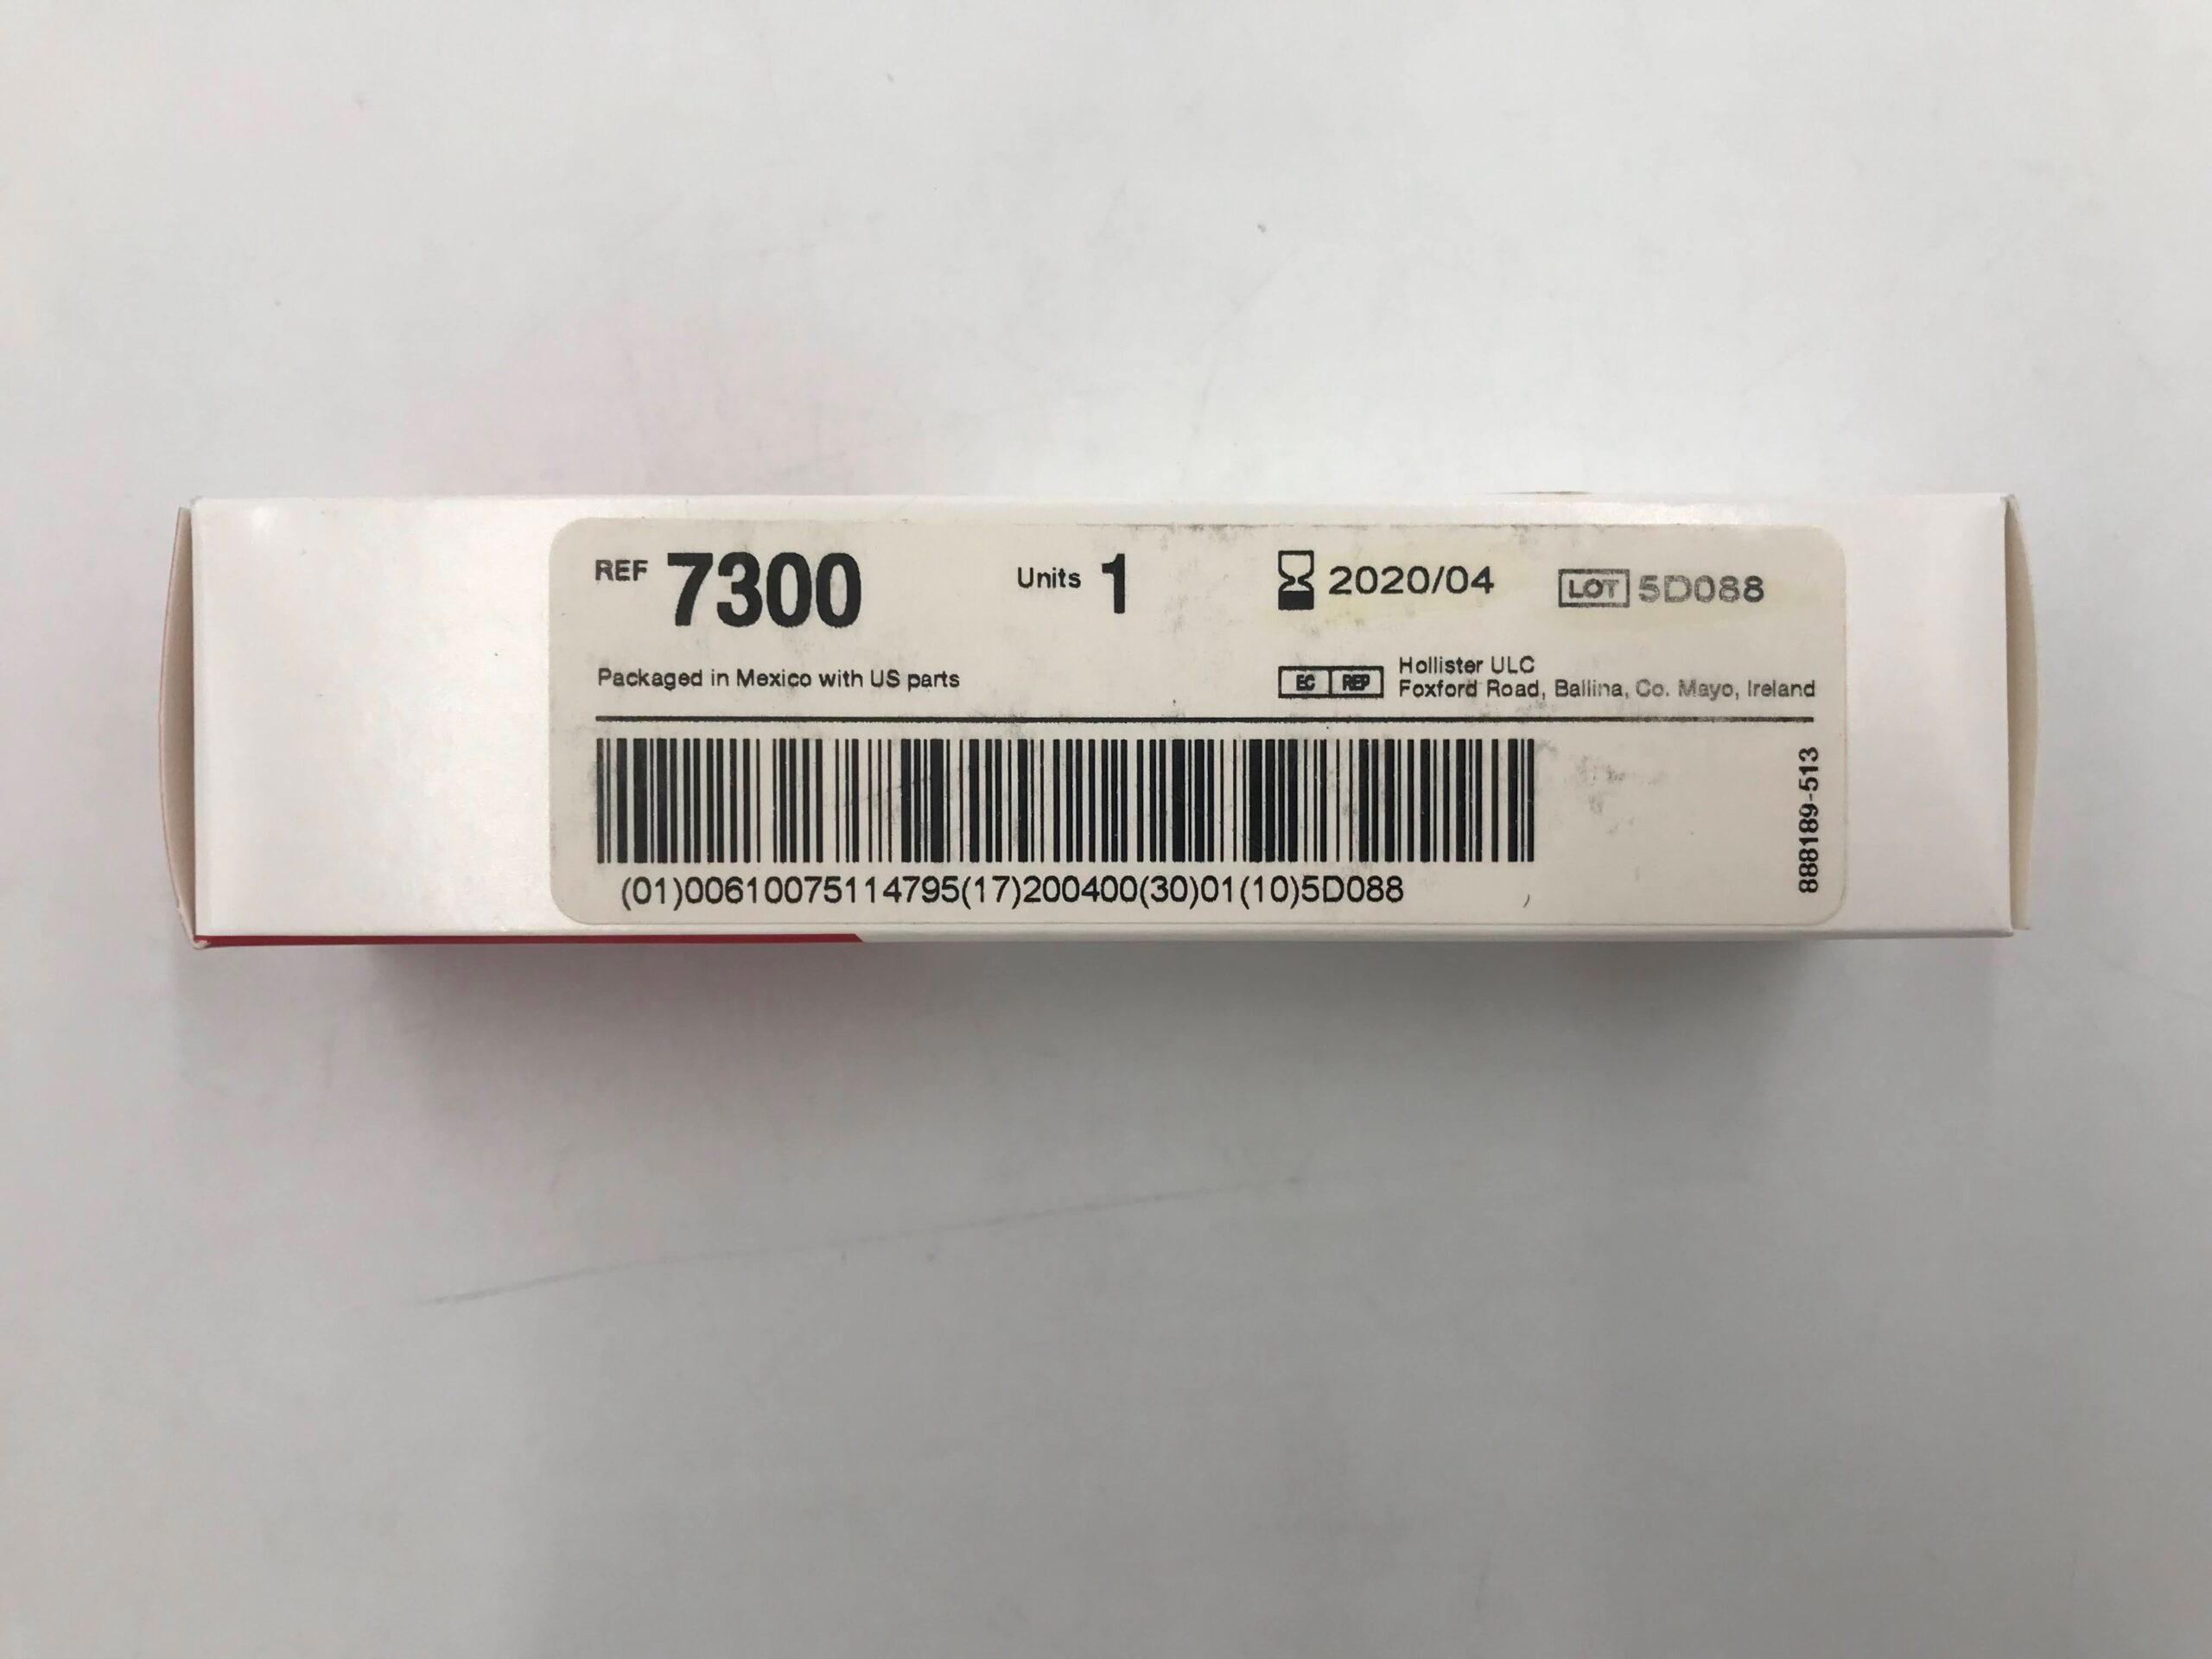 REF 7300 Units 1 2020/04 LOT 5D088
Packaged in Mexico with US parts
EC REP Hollister ULC
Foxford Road, Ballina, Co. Mayo, Ireland
(01)00610075114795(17)200400(30)01(10)5D088
888189-513